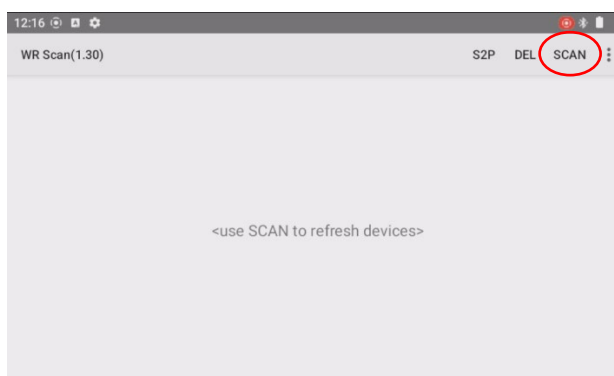 12:16
WR Scan(1.30) S2P DEL SCAN
<use SCAN to refresh devices>